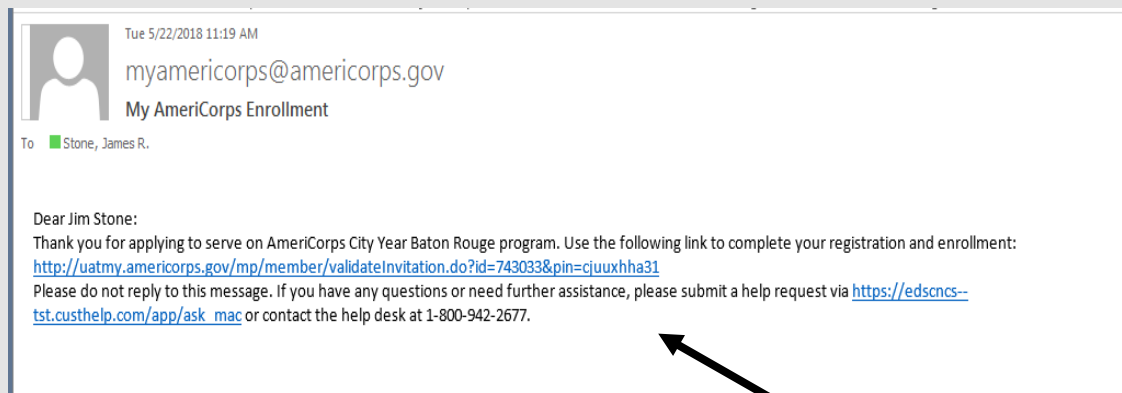 Tue 5/22/2018 11:19 AM
myamericorps@americorps.gov
My AmeriCorps Enrollment
To Stone, James R.
Dear Jim Stone:
Thank you for applying to serve on AmeriCorps City Year Baton Rouge program. Use the following link to complete your registration and enrollment:
http://uatmy.americorps.gov/mp/member/validateInvitation.do?id=743033&pin=cjuuxhha31
Please do not reply to this message. If you have any questions or need further assistance, please submit a help request via https://edscncs--
tst.custhelp.com/app/ask_mac or contact the help desk at 1-800-942-2677.